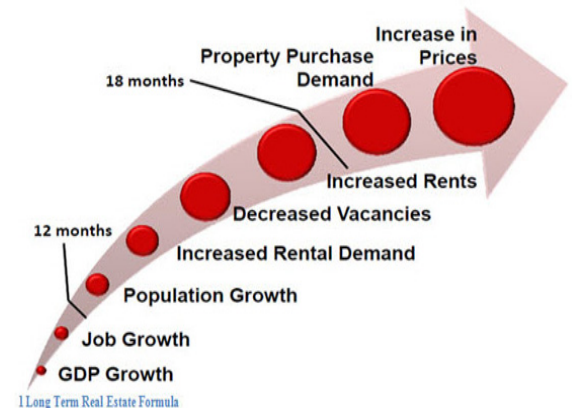 Increase in
Prices
Property Purchase
Demand
18 months
Increased Rents
Decreased Vacancies
12 months
Increased Rental Demand
Population Growth
Job Growth
GDP Growth
1 Long Term Real Estate Formula